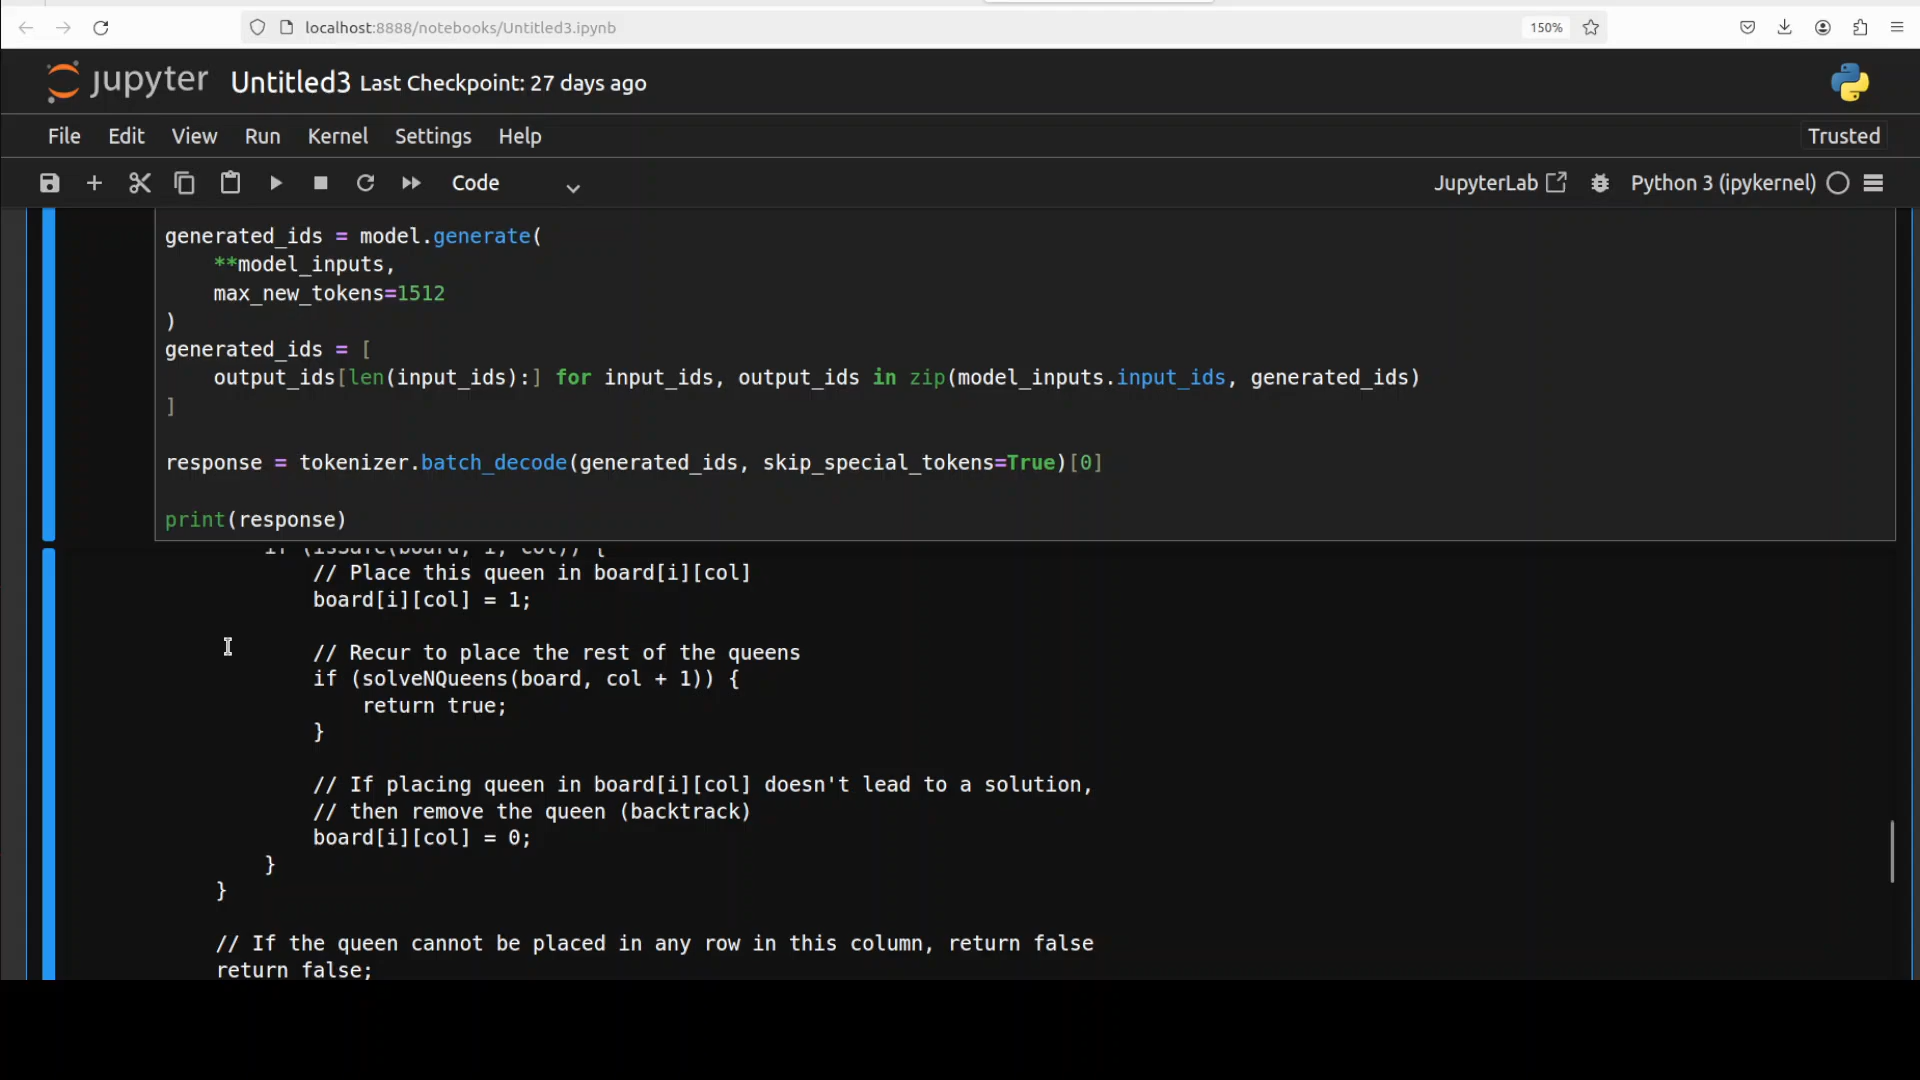 localhost:8888/notebooks/Untitled3.ipynb
150%
jupyter Untitled3 Last Checkpoint: 27 days ago
File Edit View Run Kernel Settings Help
Trusted
Code
JupyterLab
Python 3 (ipykernel)
generated_ids = model.generate(
    **model_inputs,
    max_new_tokens=1512
)
generated_ids = [
    output_ids[len(input_ids):] for input_ids, output_ids in zip(model_inputs.input_ids, generated_ids)
]
response = tokenizer.batch_decode(generated_ids, skip_special_tokens=True)[0]
print(response)
if (isSafe(board, i, col)) {
// Place this queen in board[i][col]
board[i][col] = 1;
// Recur to place the rest of the queens
if (solveNQueens(board, col + 1)) {
return true;
}
// If placing queen in board[i][col] doesn't lead to a solution,
// then remove the queen (backtrack)
board[i][col] = 0;
}
}
// If the queen cannot be placed in any row in this column, return false
return false;